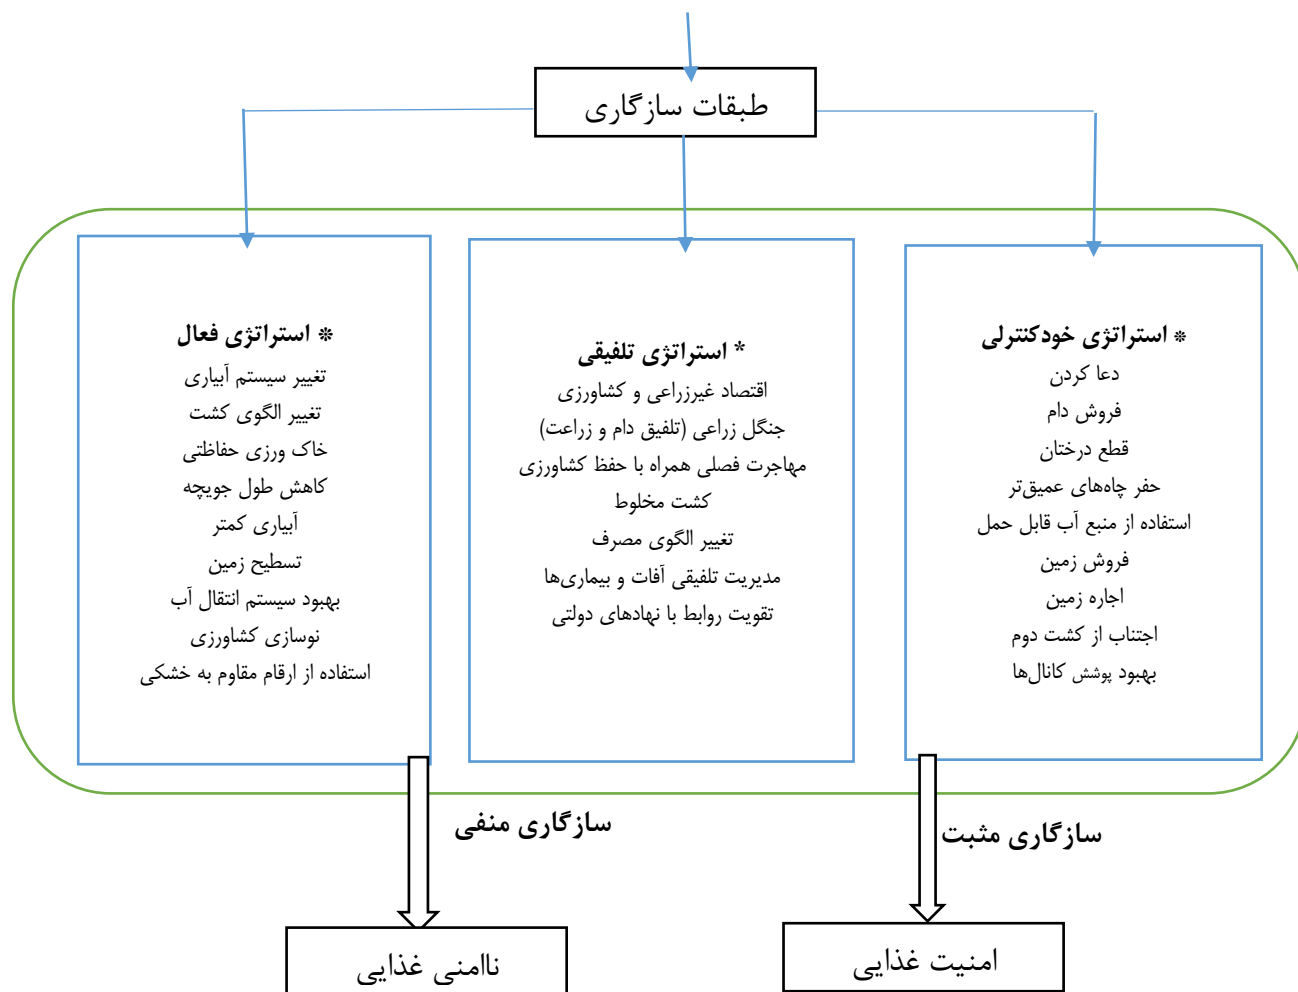 طبقات سازگاری
* استراتژی خودکنترلی
دعا کردن
فروش دام
قطع درختان
حفر چاه‌های عمیق‌تر
استفاده از منبع آب قابل حمل
فروش زمین
اجاره زمین
اجتناب از کشت دوم
بهبود پوشش کانال‌ها
* استراتژی تلفیقی
اقتصاد غیرزراعی و کشاورزی
جنگل زراعی (تلفیق دام و زراعت)
مهاجرت فصلی همراه با حفظ کشاورزی
کشت مخلوط
تغییر الگوی مصرف
مدیریت تلفیقی آفات و بیماری‌ها
تقویت روابط با نهادهای دولتی
* استراتژی فعال
تغییر سیستم آبیاری
تغییر الگوی کشت
خاک ورزی حفاظتی
کاهش طول جویچه
آبیاری کمتر
تسطیح زمین
بهبود سیستم انتقال آب
نوسازی کشاورزی
استفاده از ارقام مقاوم به خشکی
سازگاری مثبت
سازگاری منفی
امنیت غذایی
ناامنی غذایی